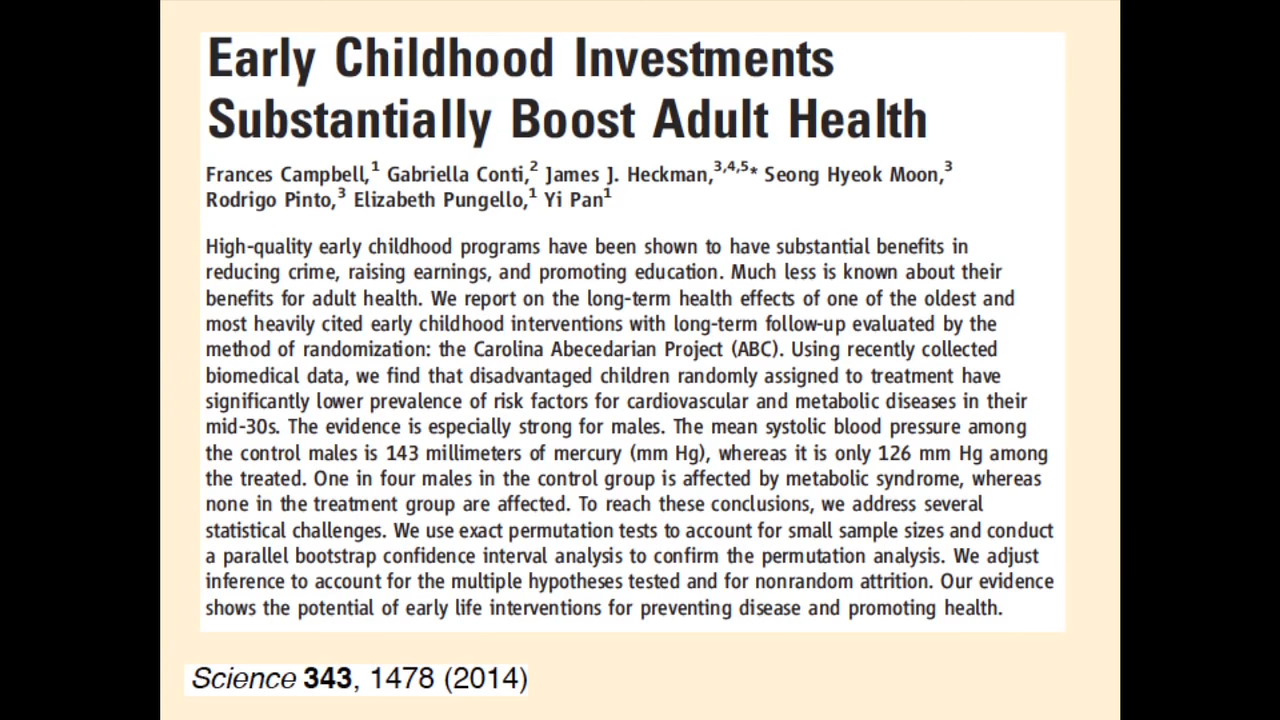 Early Childhood Investments
Substantially Boost Adult Health
Frances Campbell,1 Gabriella Conti,2 James J. Heckman,3,4,5* Seong Hyeok Moon,3
Rodrigo Pinto,3 Elizabeth Pungello,1 Yi Pan1
High-quality early childhood programs have been shown to have substantial benefits in
reducing crime, raising earnings, and promoting education. Much less is known about their
benefits for adult health. We report on the long-term health effects of one of the oldest and
most heavily cited early childhood interventions with long-term follow-up evaluated by the
method of randomization: the Carolina Abecedarian Project (ABC). Using recently collected
biomedical data, we find that disadvantaged children randomly assigned to treatment have
significantly lower prevalence of risk factors for cardiovascular and metabolic diseases in their
mid-30s. The evidence is especially strong for males. The mean systolic blood pressure among
the control males is 143 millimeters of mercury (mm Hg), whereas it is only 126 mm Hg among
the treated. One in four males in the control group is affected by metabolic syndrome, whereas
none in the treatment group are affected. To reach these conclusions, we address several
statistical challenges. We use exact permutation tests to account for small sample sizes and conduct
a parallel bootstrap confidence interval analysis to confirm the permutation analysis. We adjust
inference to account for the multiple hypotheses tested and for nonrandom attrition. Our evidence
shows the potential of early life interventions for preventing disease and promoting health.
Science 343, 1478 (2014)